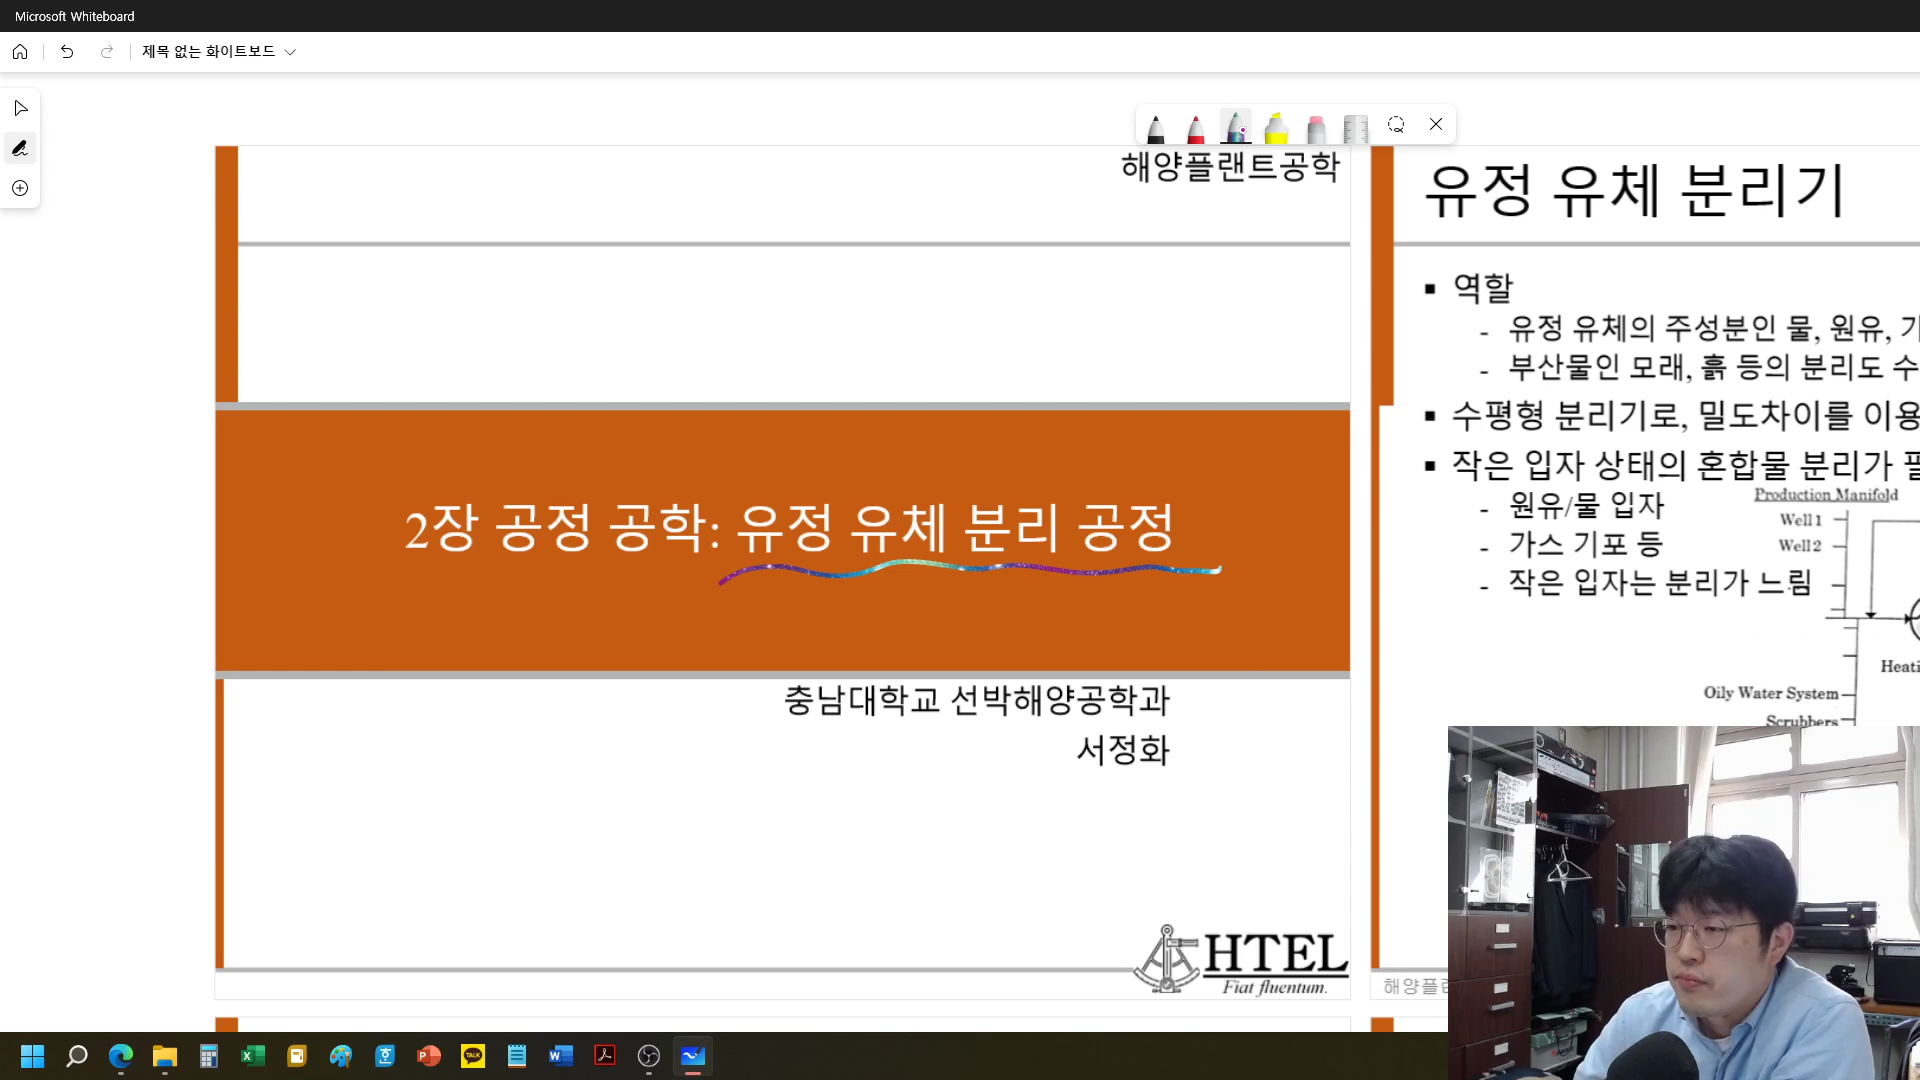 Microsoft Whiteboard
제목 없는 화이트보드
해양플랜트공학
2장 공정 공학: 유정 유체 분리 공정
충남대학교 선박해양공학과
서정화
HTEL
Fiat fluentum.
유정 유체 분리기
▪ 역할
- 유정 유체의 주성분인 물, 원유,
- 부산물인 모래, 흙 등의 분리도
▪ 수평형 분리기로, 밀도차이를
▪ 작은 입자 상태의 혼합물 분리가
- 원유/물 입자
- 가스 기포 등
- 작은 입자는 분리가 느림
Production Manifold
Well 1
Well 2
Heati
Oily Water System
Scrubbers
해양플
TALK